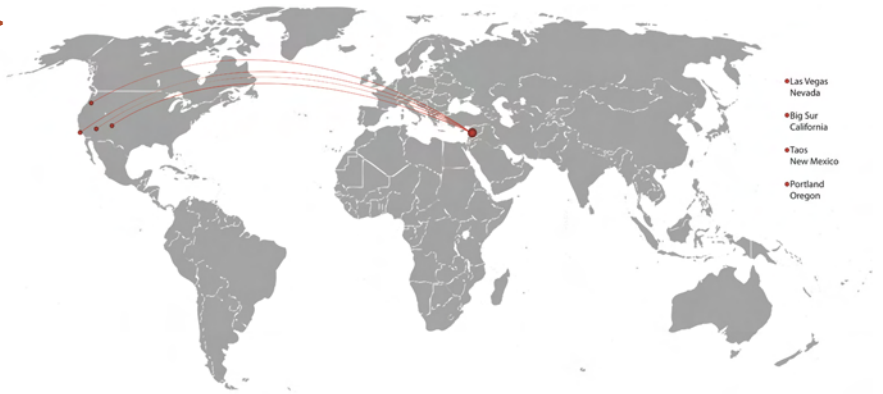 Las Vegas
Nevada
Big Sur
California
Taos
New Mexico
Portland
Oregon